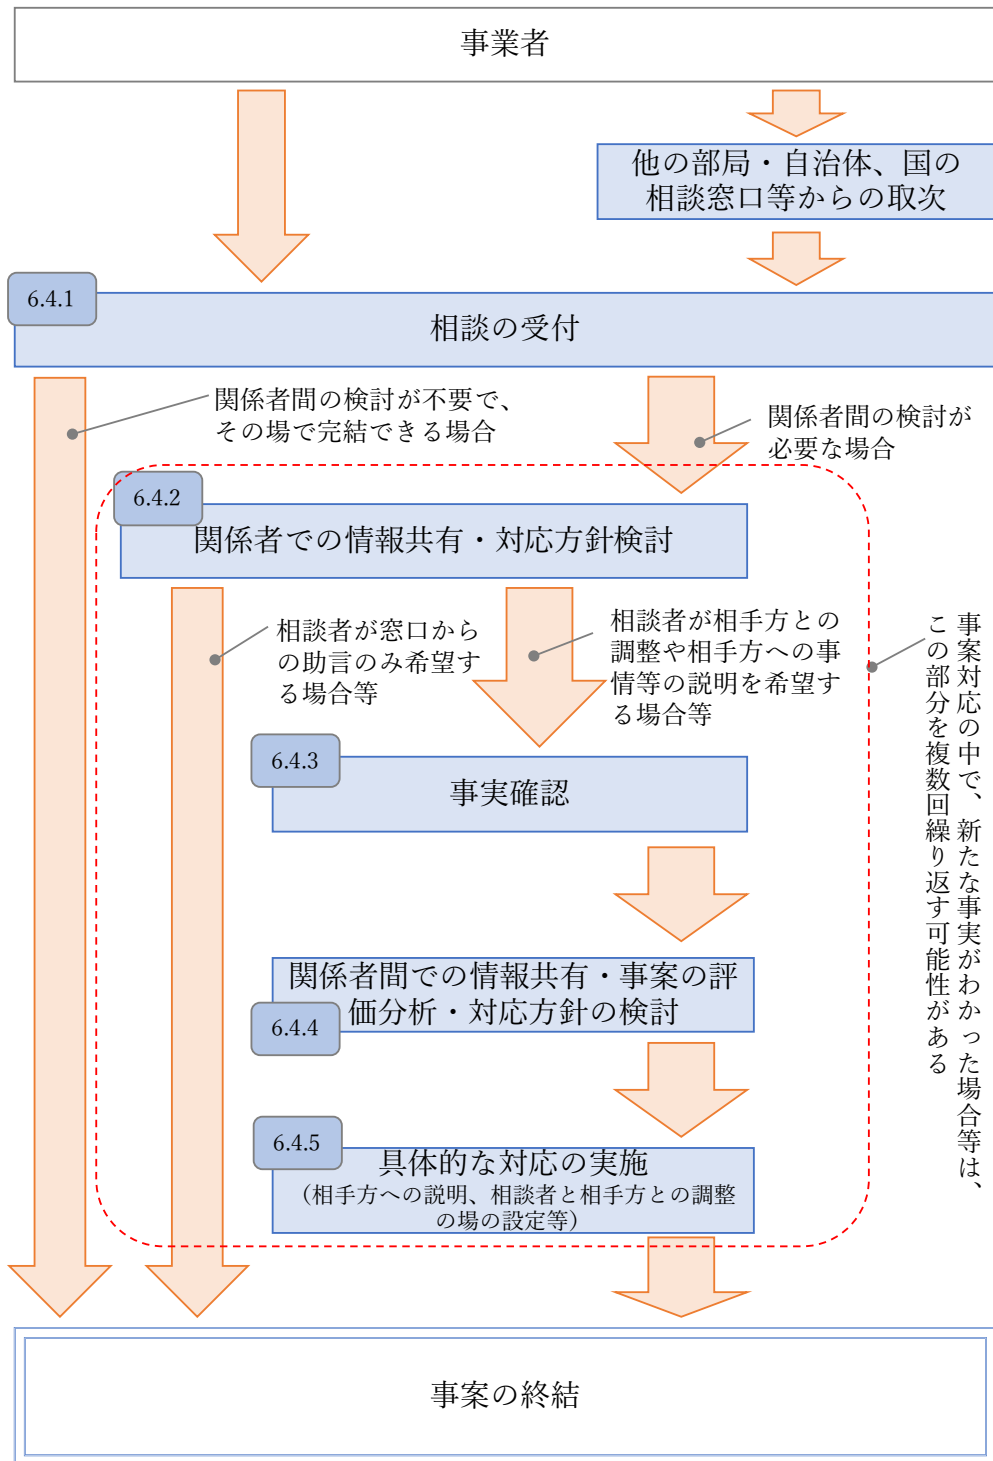 事業者
他の部局・自治体、国の
相談窓口等からの取次
6.4.1
相談の受付
関係者間の検討が不要で、
その場で完結できる場合
関係者間の検討が
必要な場合
6.4.2
関係者での情報共有・対応方針検討
相談者が窓口から
の助言のみ希望す
る場合等
相談者が相手方との
調整や相手方への事
情等の説明を希望す
る場合等
事案対応の中で、新たな事実がわかった場合等は、
この部分を複数回繰り返す可能性がある
6.4.3
事実確認
関係者間での情報共有・事案の評
価分析・対応方針の検討
6.4.4
6.4.5
具体的な対応の実施
（相手方への説明、相談者と相手方との調整
の場の設定等）
事案の終結